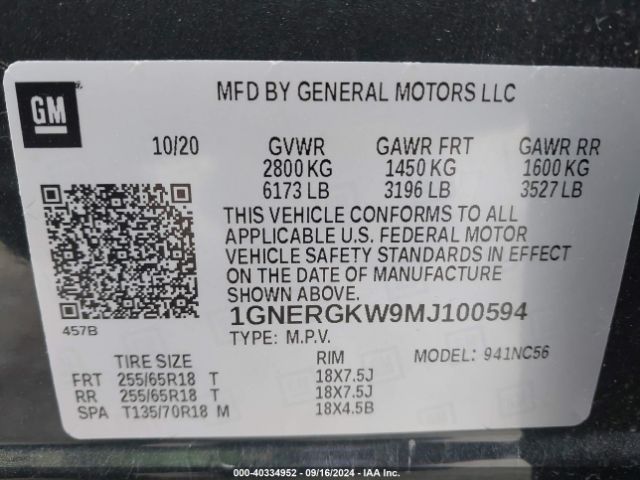 GM
MFD BY GENERAL MOTORS LLC
10/20 GVWR GAWR FRT GAWR RR
2800 KG 1450 KG 1600 KG
6173 LB 3196 LB 3527 LB
THIS VEHICLE CONFORMS TO ALL
APPLICABLE U.S. FEDERAL MOTOR
VEHICLE SAFETY STANDARDS IN EFFECT
ON THE DATE OF MANUFACTURE
SHOWN ABOVE.
457B
1GNERGKW9MJ100594
TYPE: M.P.V. MODEL: 941NC56
TIRE SIZE RIM
FRT 255/65R18 T 18X7.5J
RR 255/65R18 T 18X7.5J
SPA T135/70R18 M 18X4.5B
000-40334952 - 09/16/2024 - IAA Inc.